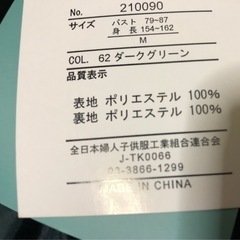 No. 210090
サイズ バスト 79~87
身長 154~162
M
COL. 62ダークグリーン
品質表示
表地 ポリエステル 100%
裏地 ポリエステル 100%
全日本婦人子供服工業組合連合会
J-TK0066
03-3866-1299
MADE IN CHINA